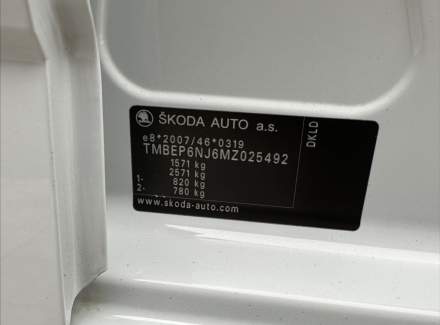 ŠKODA AUTO a.s.
e8*2007/46*0319
TMBEP6NJ6MZ025492
1571 kg
2571 kg
1- 820 kg
2- 780 kg
www.skoda-auto.com
DKLD